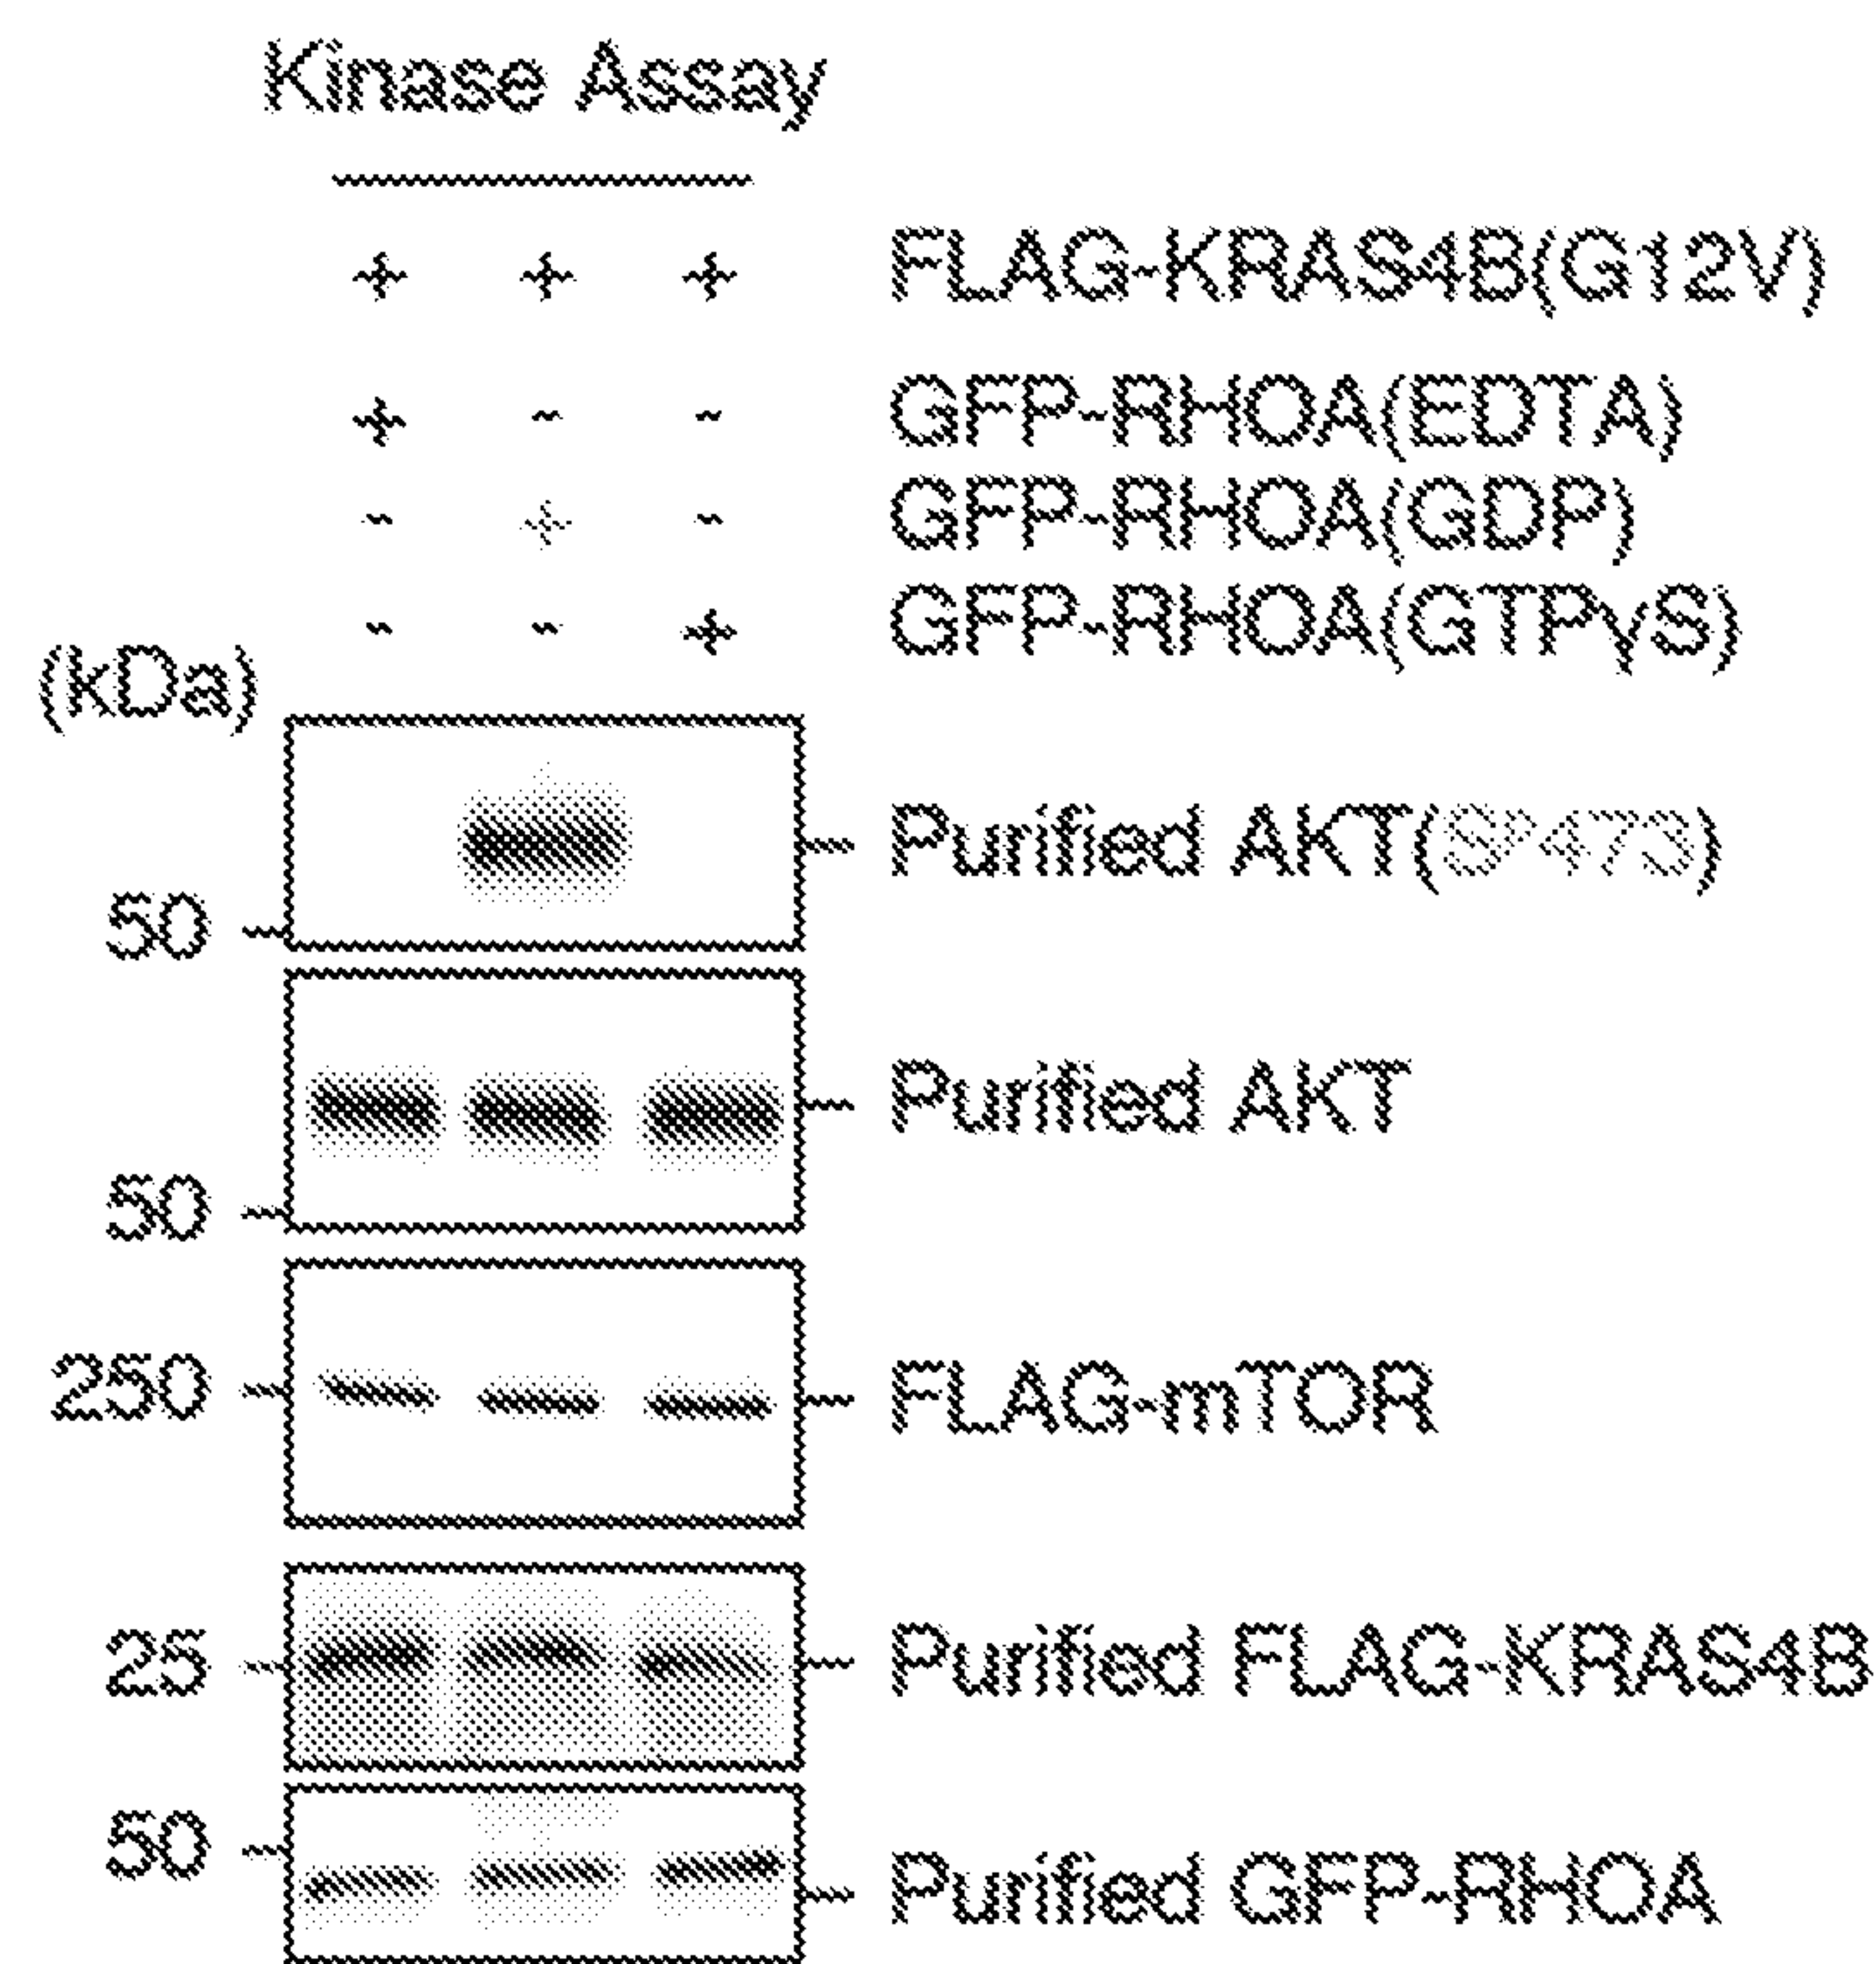 Kinase Assay
+ + + FLAG-KRAS4B(G12V)
+ - - GFP-RHOA(EDTA)
- + - GFP-RHOA(GDP)
- - + GFP-RHOA(GTPγS)
(kDa)
Purified AKT(SP473)
50
Purified AKT
50
250 FLAG-mTOR
25 Purified FLAG-KRAS4B
50
Purified GFP-RHOA